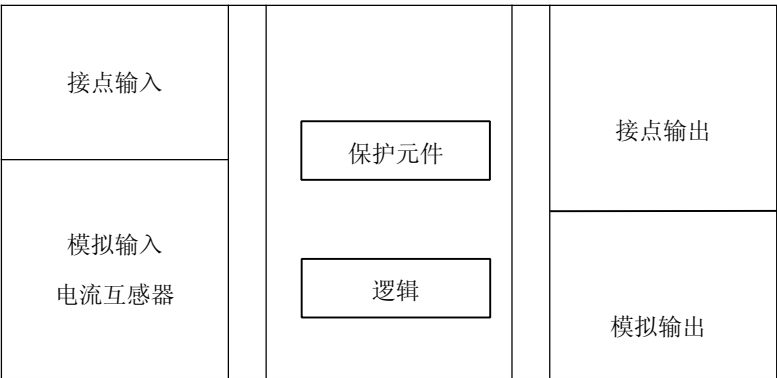 接点输入
模拟输入
电流互感器
保护元件
逻辑
接点输出
模拟输出